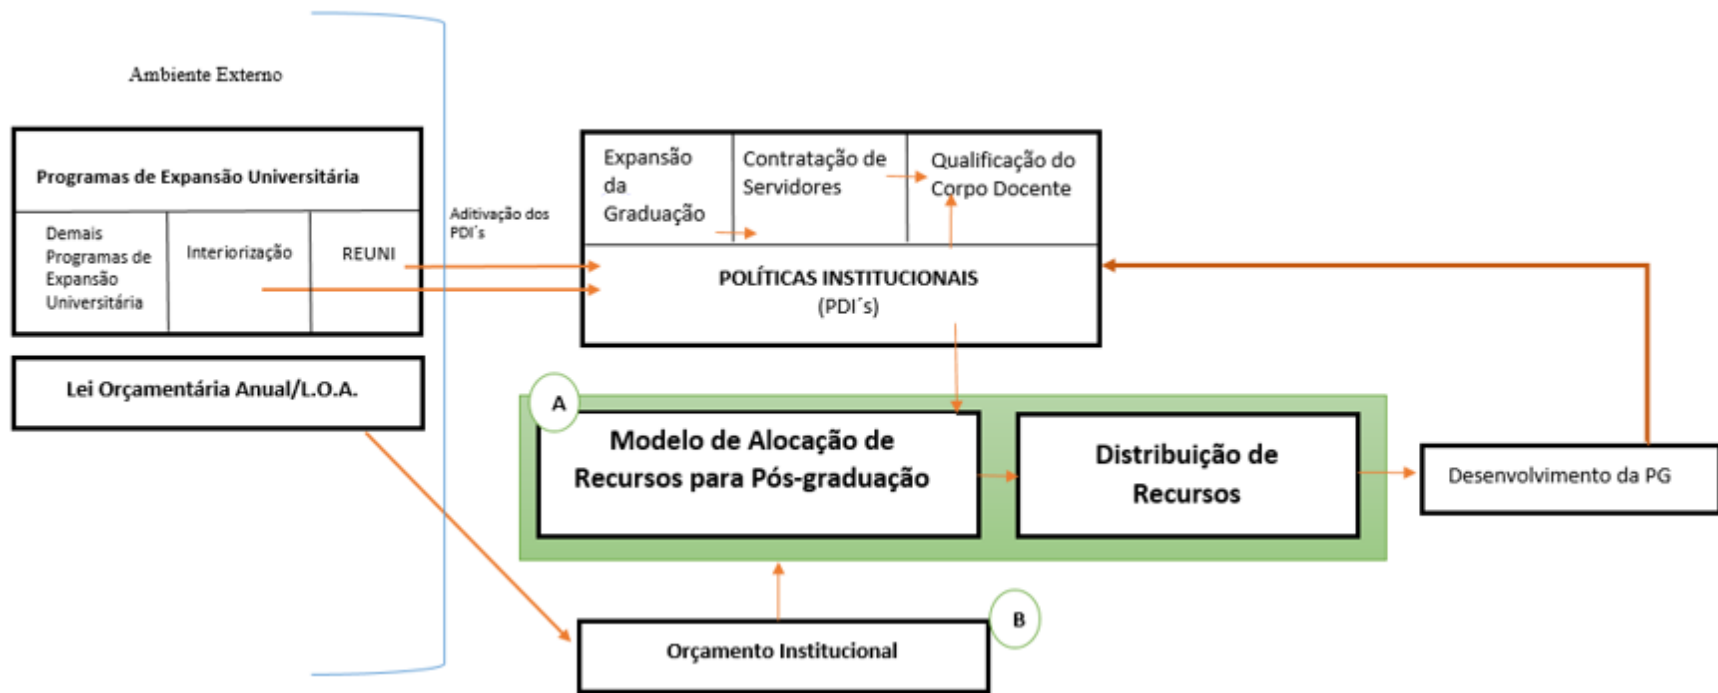 Ambiente Externo
Programas de Expansão Universitária
Demais
Programas de
Expansão
Universitária
Interiorização
REUNI
Lei Orçamentária Anual/L.O.A.
Aditivação dos
PDI´s
Expansão
da
Graduação
Contratação de
Servidores
Qualificação do
Corpo Docente
POLÍTICAS INSTITUCIONAIS
(PDI´s)
A
Modelo de Alocação de
Recursos para Pós-graduação
Distribuição de
Recursos
Desenvolvimento da PG
B
Orçamento Institucional